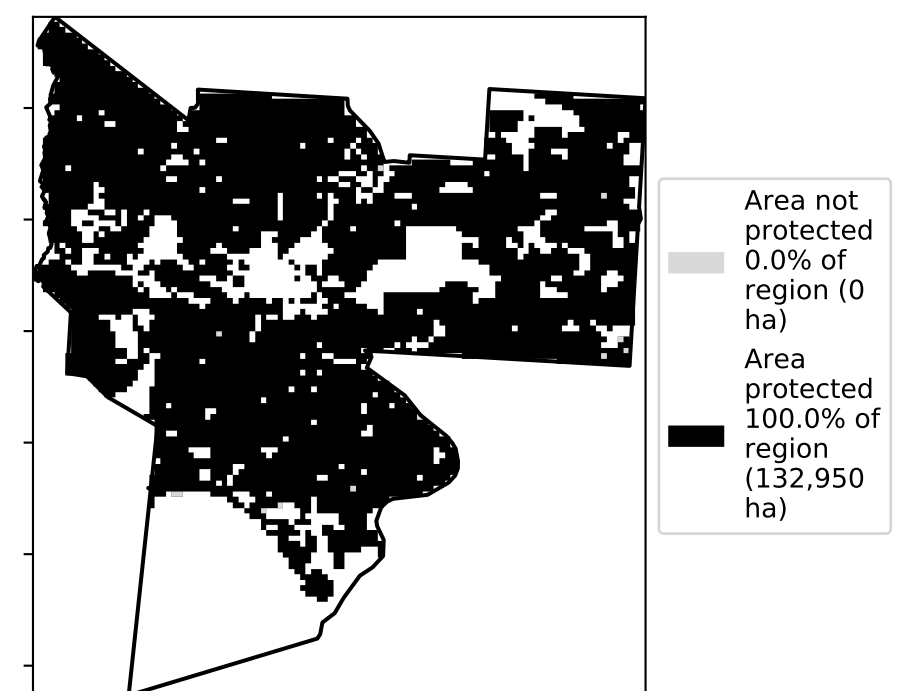 Area not
protected
0.0% of
region (0
ha)
Area
protected
100.0% of
region
(132,950
ha)